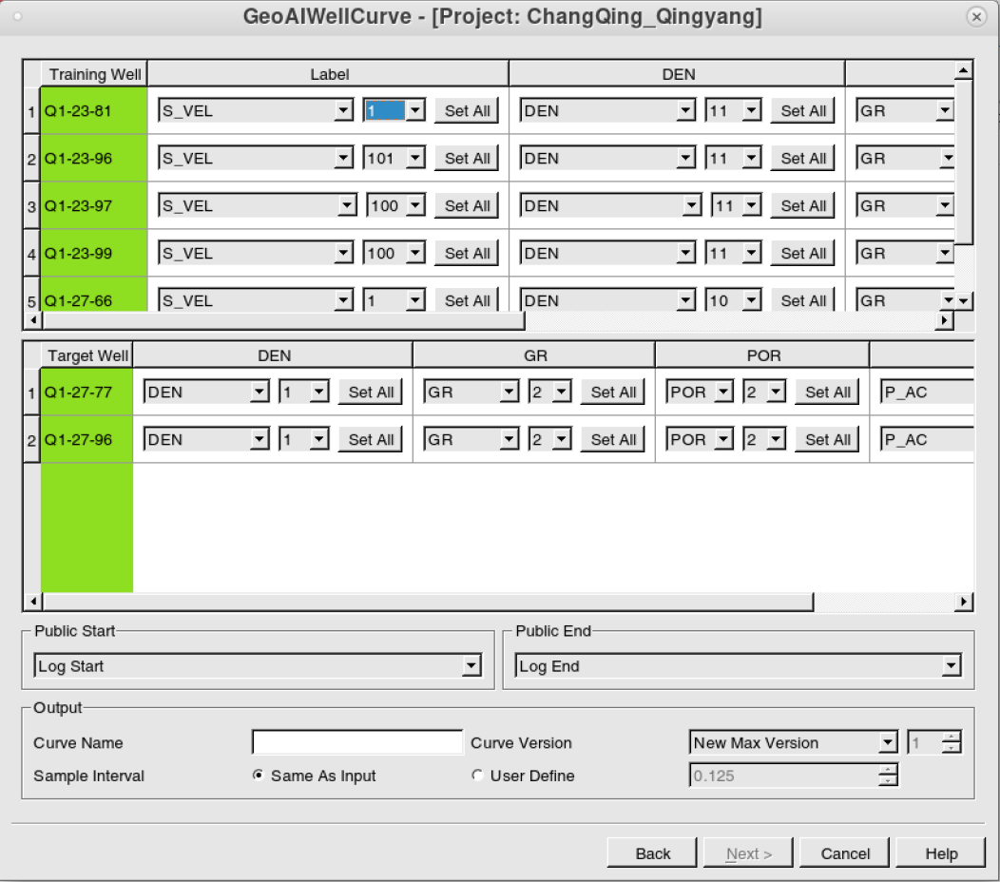 GeoAIWellCurve - [Project: ChangQing_Qingyang]
Training Well Label DEN
1 Q1-23-81 S_VEL 1 Set All DEN 11 Set All GR
2 Q1-23-96 S_VEL 101 Set All DEN 11 Set All GR
3 Q1-23-97 S_VEL 100 Set All DEN 11 Set All GR
4 Q1-23-99 S_VEL 100 Set All DEN 11 Set All GR
5 Q1-27-66 S_VEL 1 Set All DEN 10 Set All GR
Target Well DEN GR POR
1 Q1-27-77 DEN 1 Set All GR 2 Set All POR 2 Set All P_AC
2 Q1-27-96 DEN 1 Set All GR 2 Set All POR 2 Set All P_AC
Public Start Public End
Log Start Log End
Output
Curve Name Curve Version New Max Version 1
Sample Interval Same As Input User Define 0.125
Back Next > Cancel Help